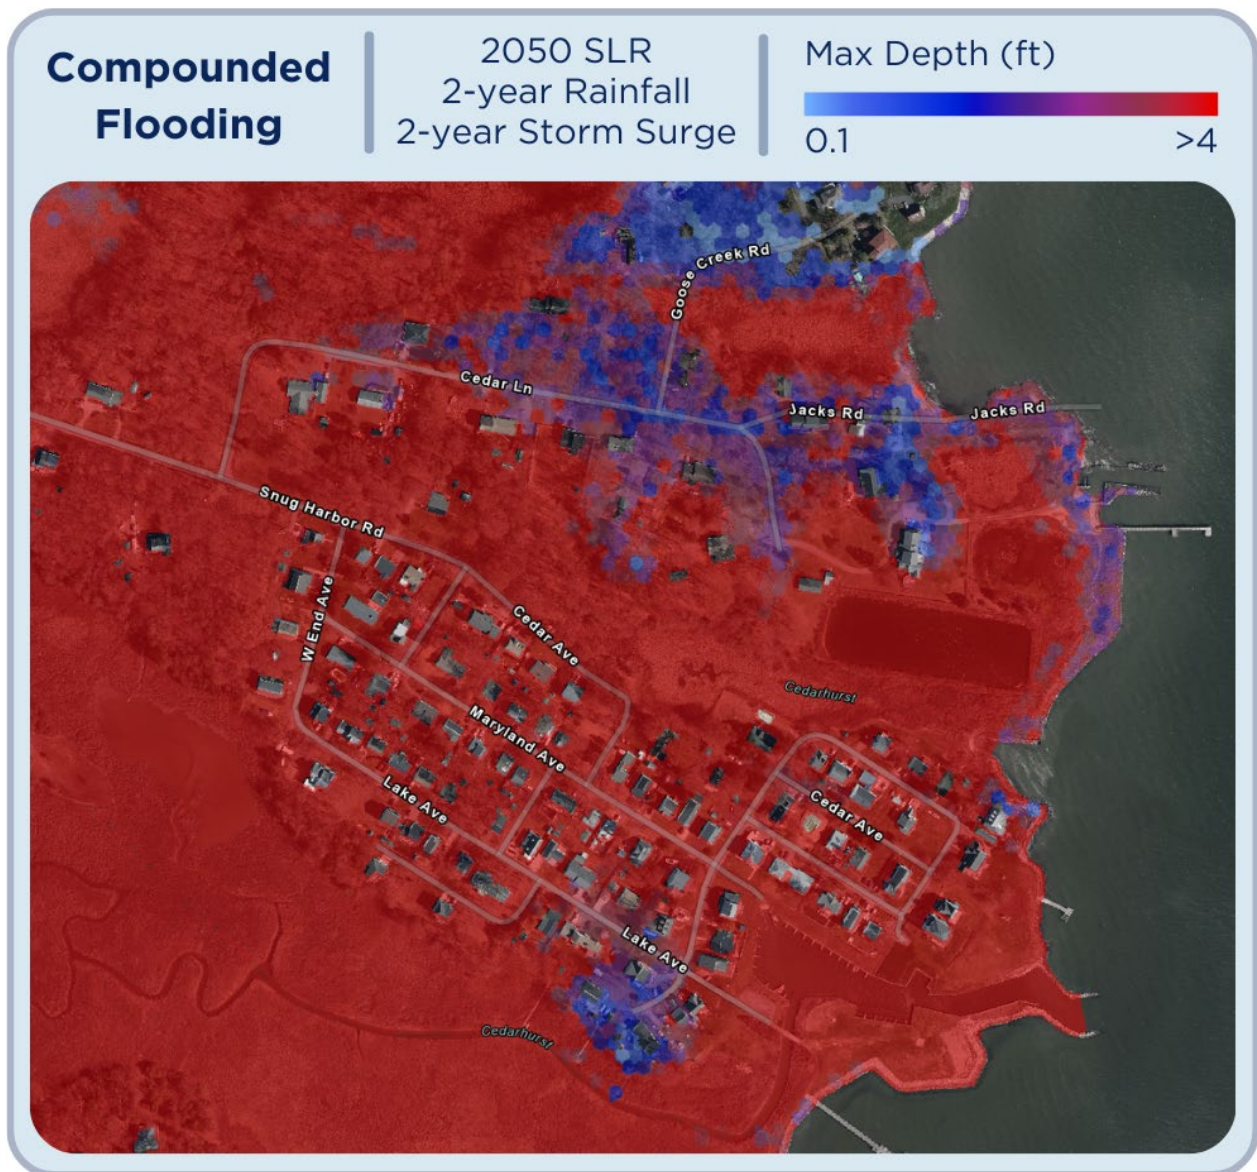 Compounded
Flooding
2050 SLR
2-year Rainfall
2-year Storm Surge
Max Depth (ft)
0.1
>4
Goose Creek Rd
Cedar Ln
Jacks Rd
Jacks Rd
Snug Harbor Rd
W End Ave
Cedar Ave
Cedarhurst
Maryland Ave
Lake Ave
Cedar Ave
Lake Ave
Cedarhurst